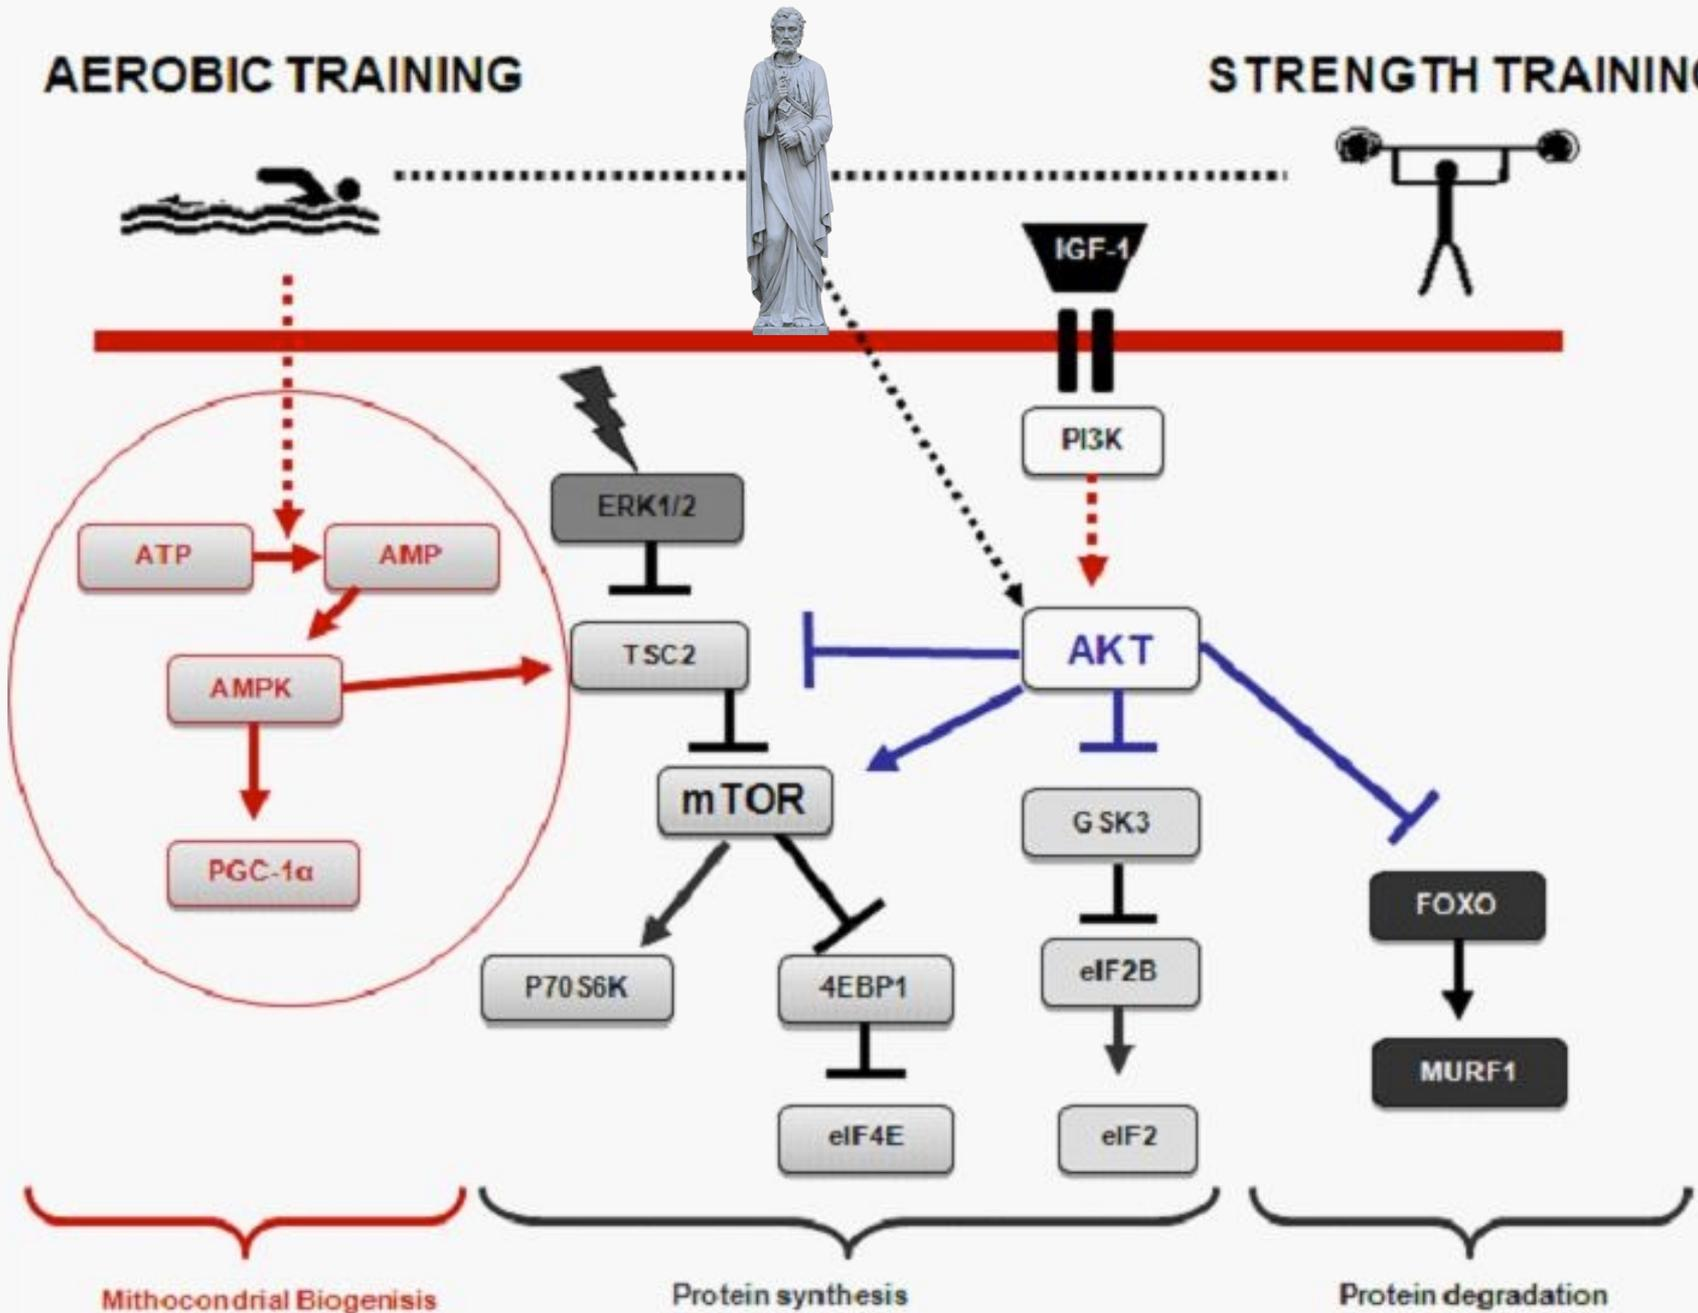 AEROBIC TRAINING
STRENGTH TRAINING
IGF-1
PI3K
ERK1/2
ATP
AMP
TSC2
AKT
AMPK
mTOR
GSK3
PGC-1α
FOXO
P70S6K
4EBP1
eIF2B
MURF1
eIF4E
eIF2
Mithocondrial Biogenisis
Protein synthesis
Protein degradation